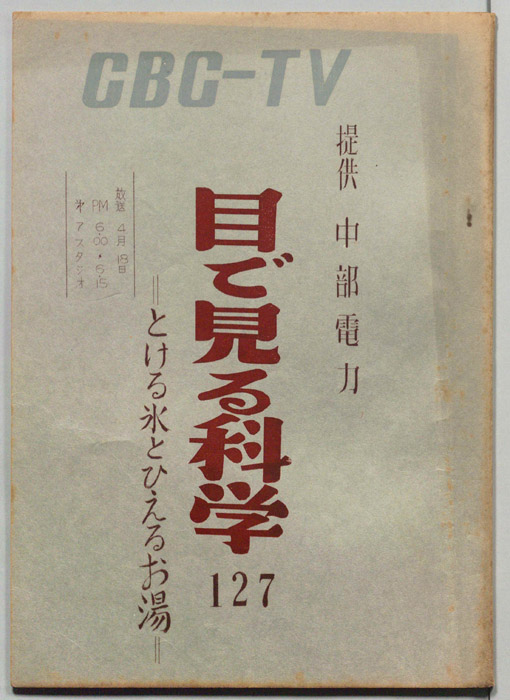 CBC-TV
提供 中部電力
目で見る科学
127
=とける氷とひえるお湯=
放送 4月18日
PM 6:00・6:15
アスタジオ